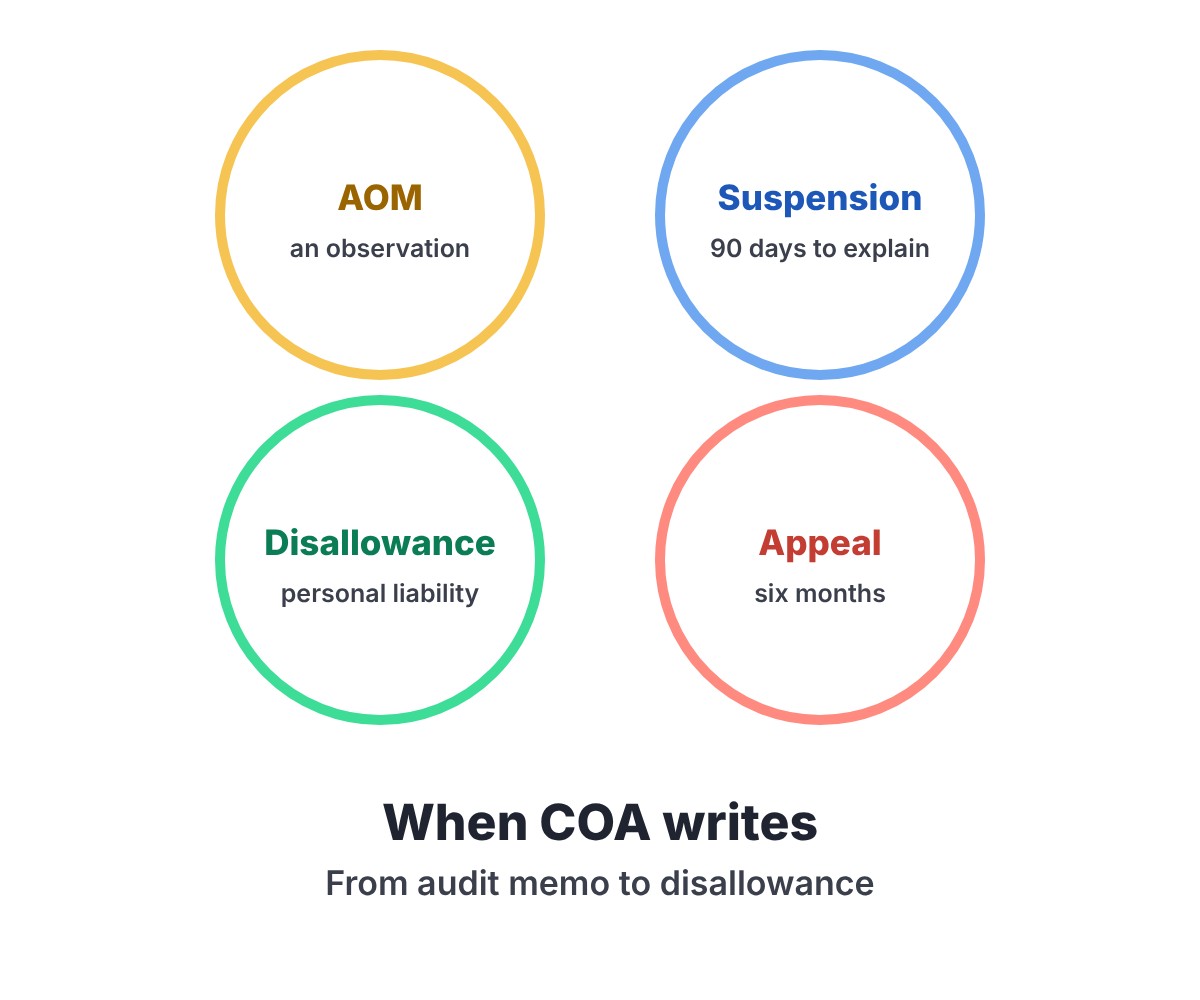 AOM
an observation
Suspension
90 days to explain
Disallowance
personal liability
Appeal
six months
When COA writes
From audit memo to disallowance